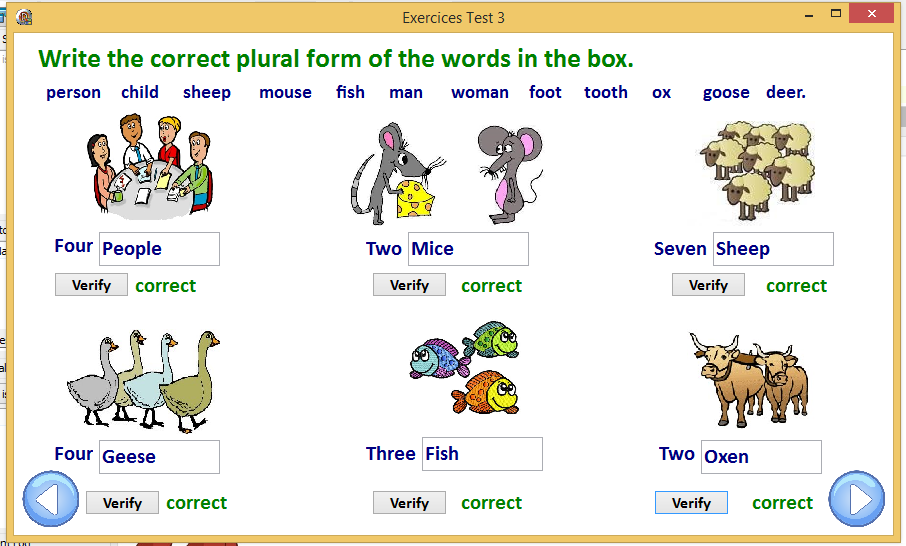 Exercices Test 3
Write the correct plural form of the words in the box.
person child sheep mouse fish man woman foot tooth ox goose deer.
Four People
Two Mice
Seven Sheep
Verify correct
Verify correct
Verify correct
Four Geese
Three Fish
Two Oxen
Verify correct
Verify correct
Verify correct